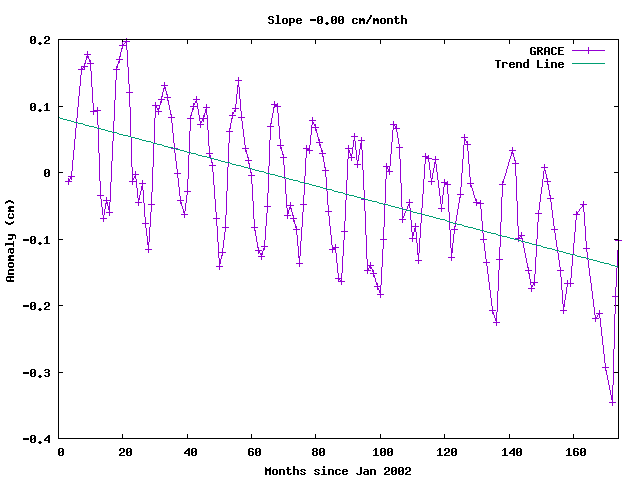 Slope -0.00 cm/month
GRACE
Trend Line
0.2
0.1
0
-0.1
-0.2
-0.3
-0.4
Anomaly (cm)
0 20 40 60 80 100 120 140 160
Months since Jan 2002